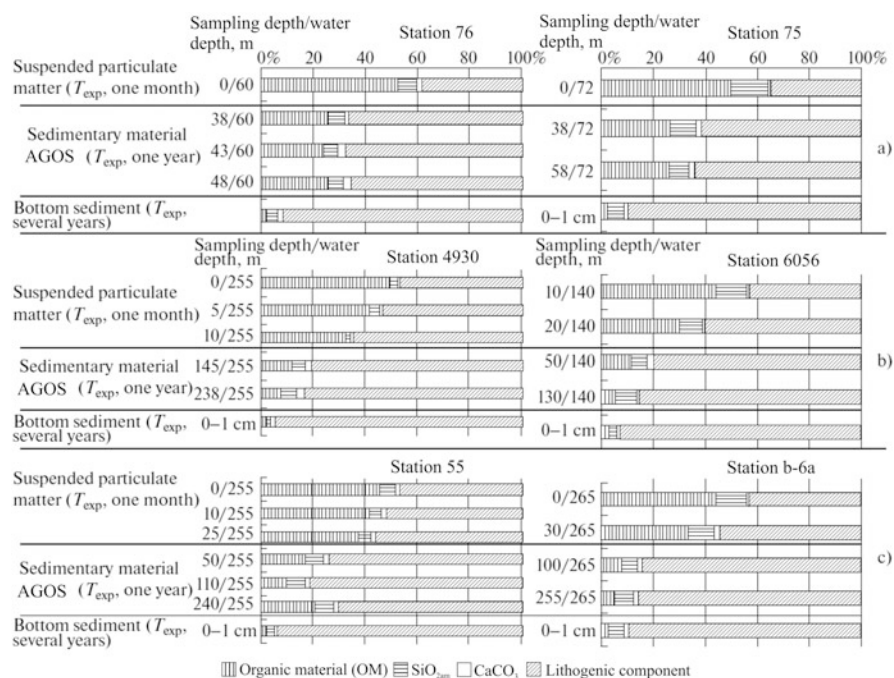 Sampling depth/water depth, m
Station 76
Station 75
0% 20 40 60 80 100%
0 20 40 60 80 100%
Suspended particulate matter (Texp, one month)
0/60
0/72
Sedimentary material AGOS (Texp, one year)
38/60
43/60
48/60
38/72
58/72
a)
Bottom sediment (Texp, several years)
0–1 cm
Sampling depth/water depth, m
Station 4930
Sampling depth/water depth, m
Station 6056
Suspended particulate matter (Texp, one month)
0/255
5/255
10/255
10/140
20/140
Sedimentary material AGOS (Texp, one year)
145/255
238/255
50/140
130/140
b)
Bottom sediment (Texp, several years)
0–1 cm
0–1 cm
Station 55
Station b-6a
Suspended particulate matter (Texp, one month)
0/255
10/255
25/255
0/265
30/265
Sedimentary material AGOS (Texp, one year)
50/255
110/255
240/255
100/265
255/265
c)
Bottom sediment (Texp, several years)
0–1 cm
0–1 cm
Organic material (OM) SiO2am CaCO3 Lithogenic component